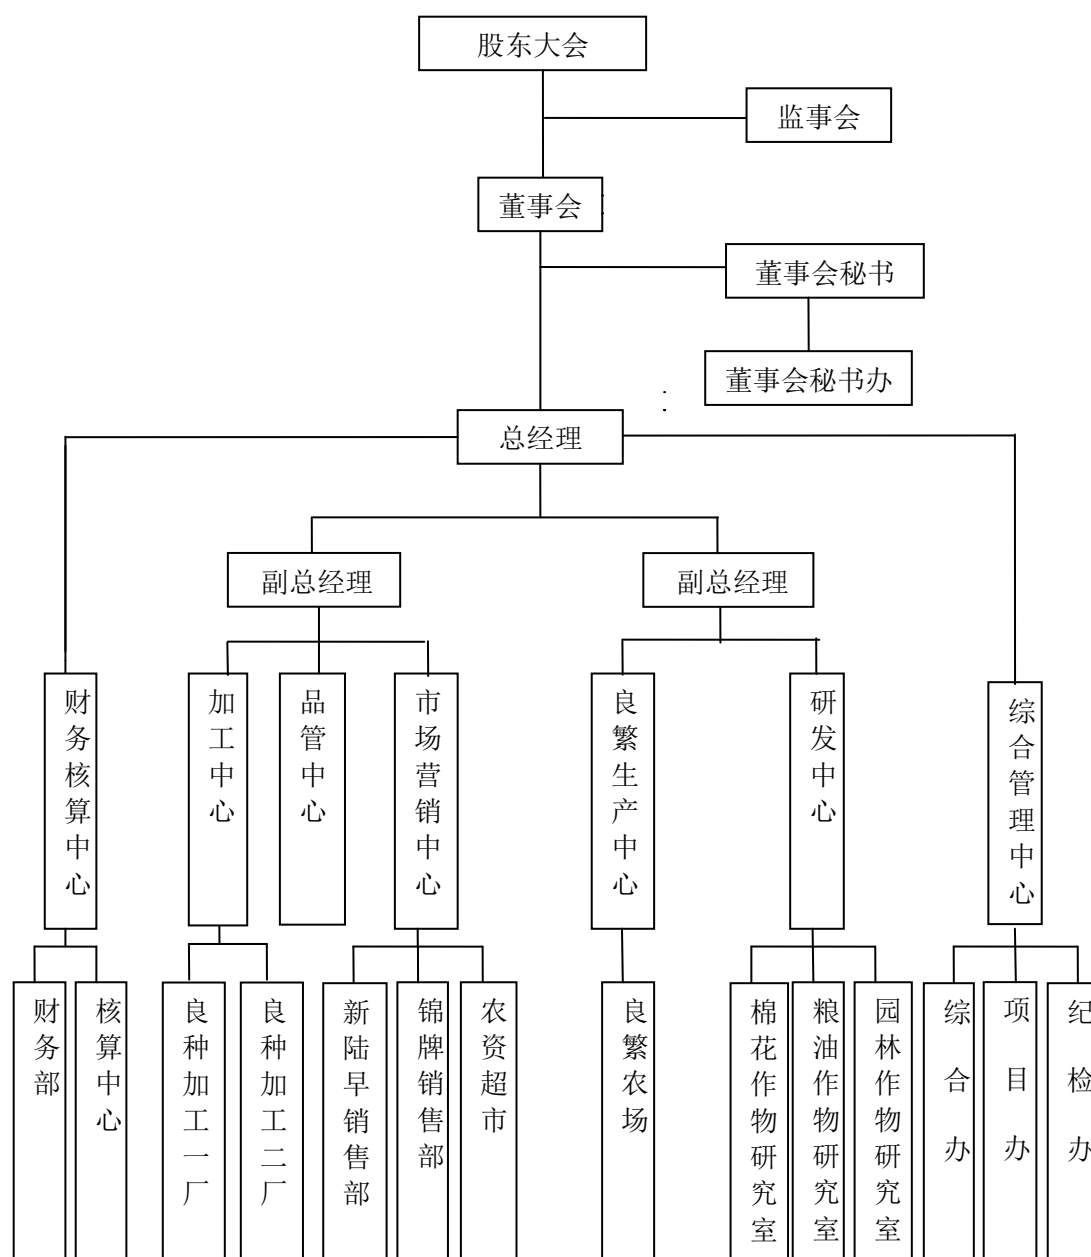 股东大会
监事会
董事会
董事会秘书
董事会秘书办
总经理
副总经理
副总经理
财务核算中心
加工中心
品管中心
市场营销中心
良繁生产中心
研发中心
综合管理中心
财务部
核算中心
良种加工一厂
良种加工二厂
新陆早销售部
锦牌销售部
农资超市
良繁农场
棉花作物研究室
粮油作物研究室
园林作物研究室
综合办
项目办
纪检办